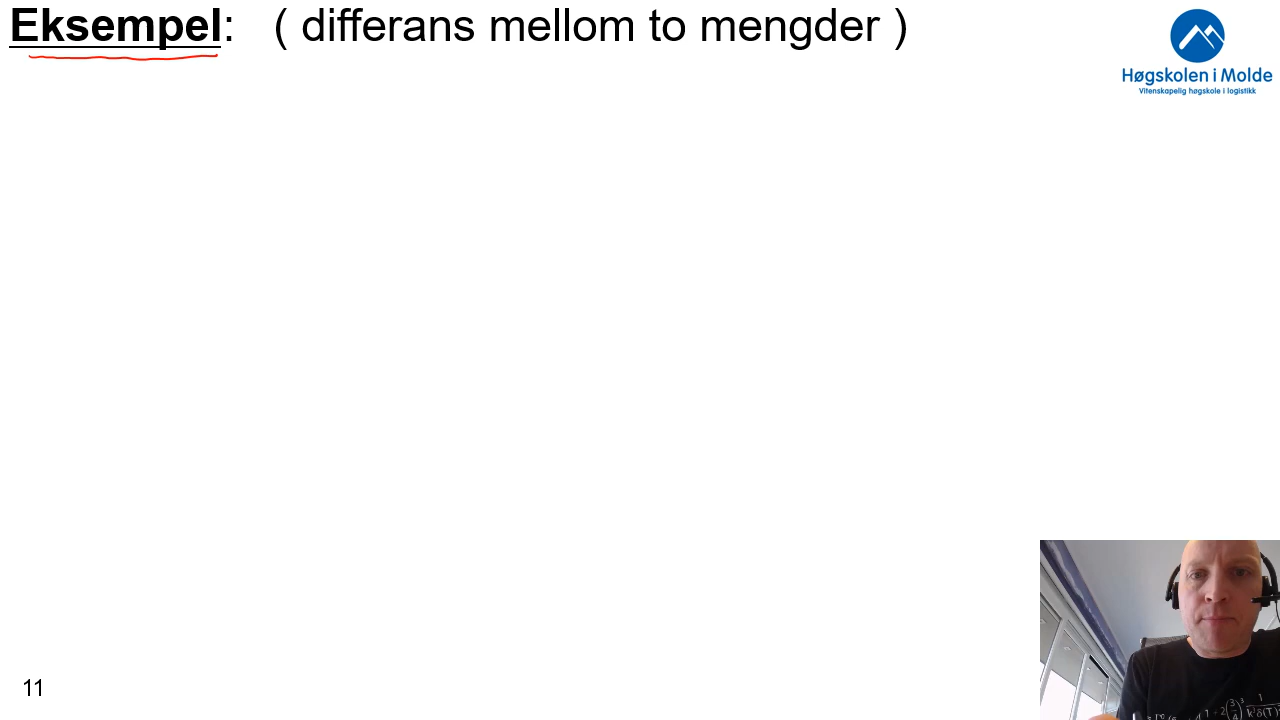 Eksempel: ( differans mellom to mengder )
Høgskolen i Molde
Vitenskapelig høgskole i logistikk
11